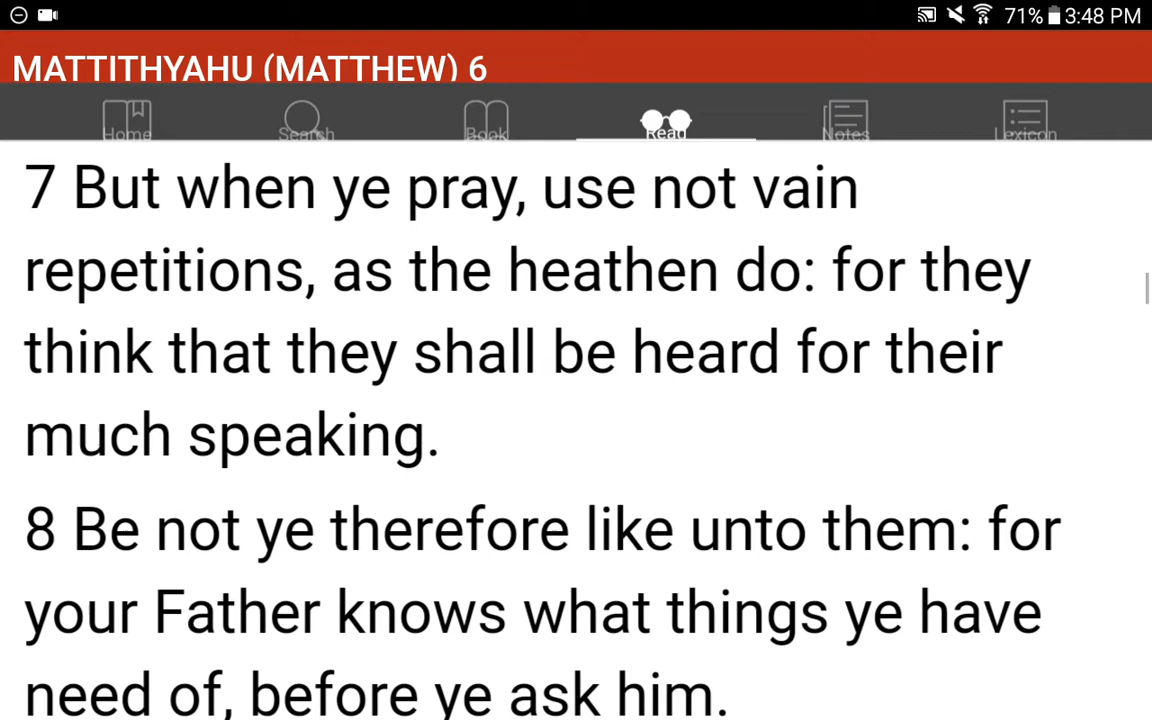 71% 3:48 PM
MATTITHYAHU (MATTHEW) 6
Home Search Book Read Notes Lexicon
7 But when ye pray, use not vain
repetitions, as the heathen do: for they
think that they shall be heard for their
much speaking.
8 Be not ye therefore like unto them: for
your Father knows what things ye have
need of, before ye ask him.